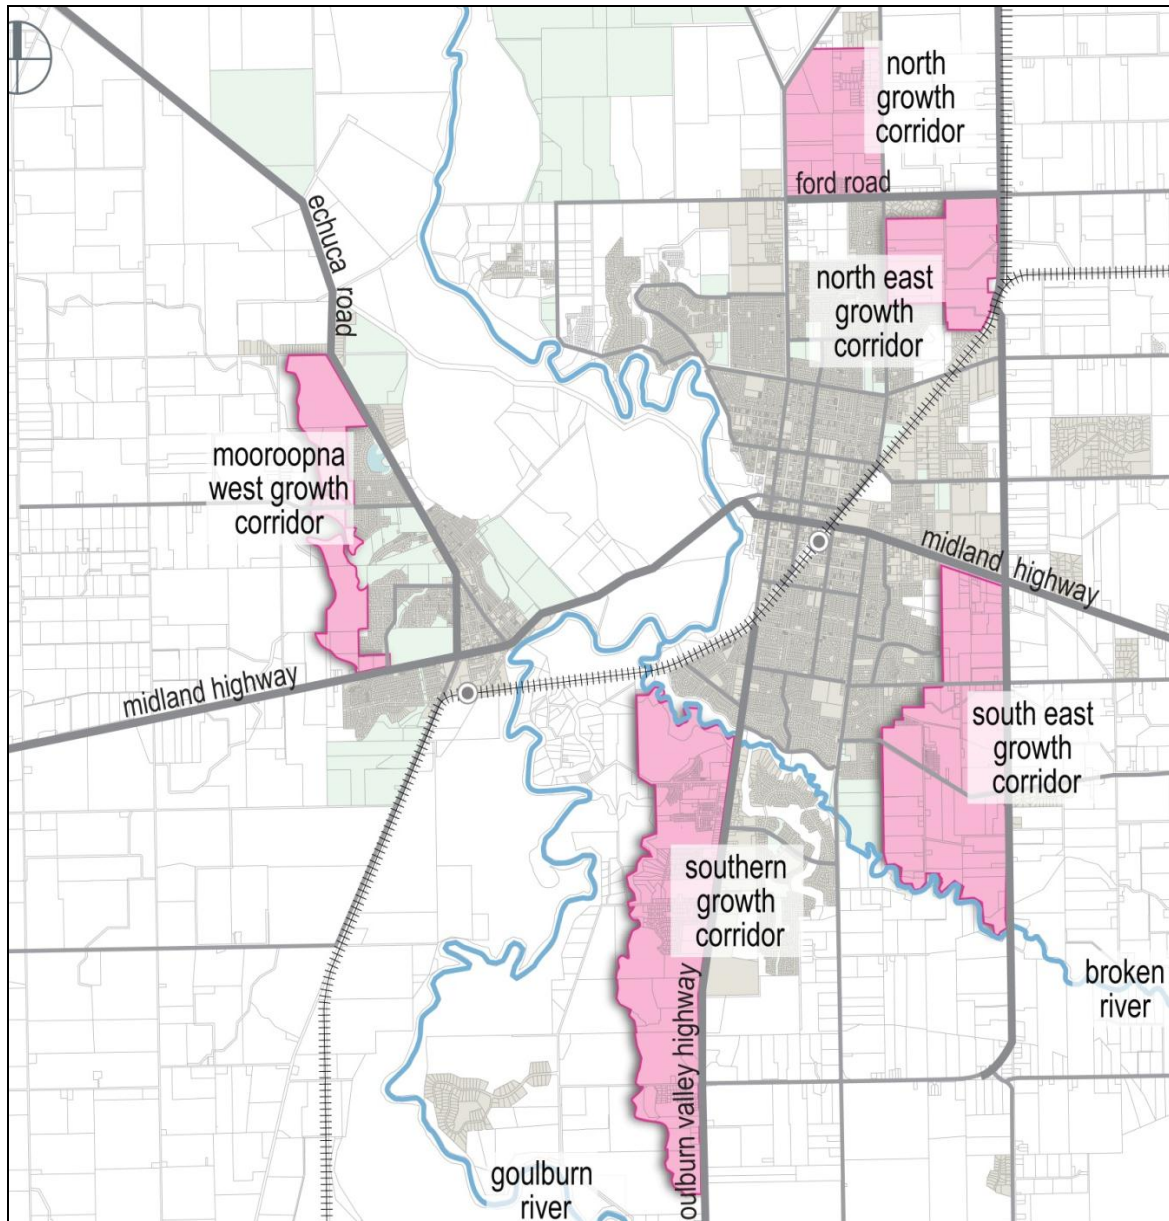 north
growth
corridor
ford road
echuca road
north east
growth
corridor
mooroopna
west growth
corridor
midland highway
midland highway
south east
growth
corridor
southern
growth
corridor
oulburn valley highway
broken
river
goulburn
river